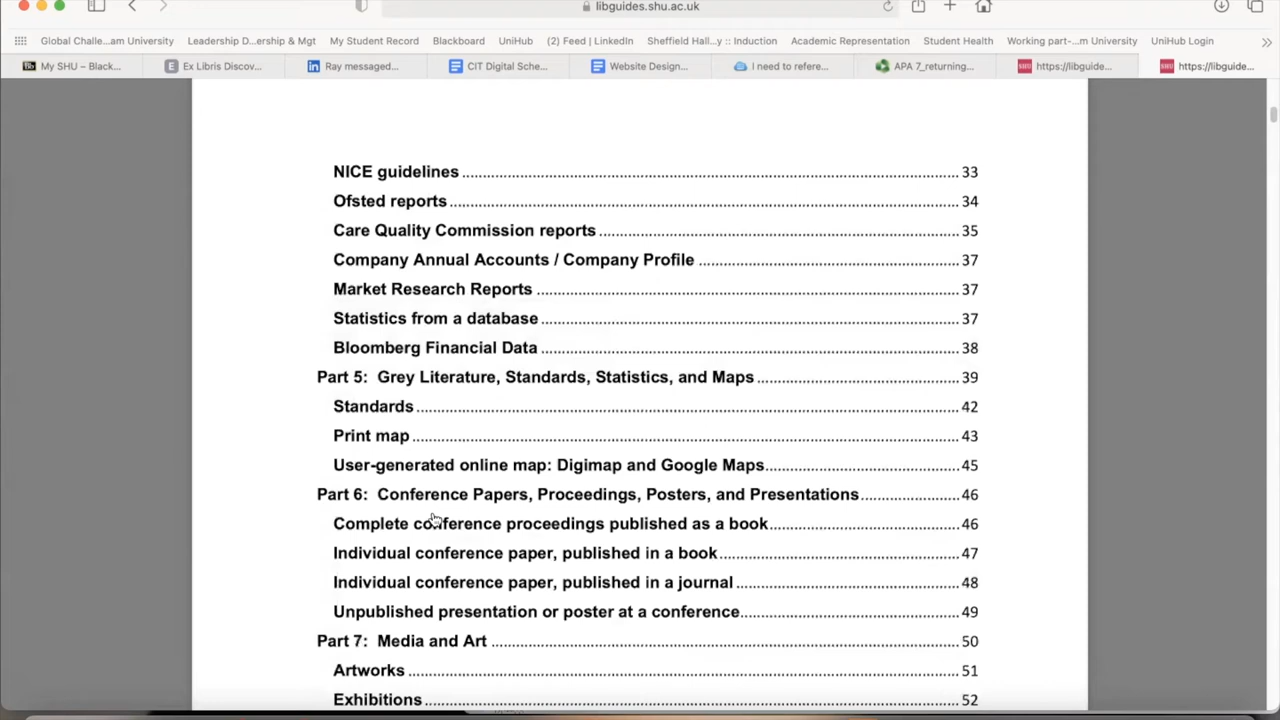 libguides.shu.ac.uk
Global Challe...am University Leadership D...ership & Mgt My Student Record Blackboard UniHub (2) Feed | LinkedIn Sheffield Hall...y :: Induction Academic Representation Student Health Working part-...m University UniHub Login
My SHU – Black... Ex Libris Discov... Ray messaged... CIT Digital Sche... Website Design... I need to refere... APA 7_returning... https://libguide... https://libguide...
NICE guidelines 33
Ofsted reports 34
Care Quality Commission reports 35
Company Annual Accounts / Company Profile 37
Market Research Reports 37
Statistics from a database 37
Bloomberg Financial Data 38
Part 5: Grey Literature, Standards, Statistics, and Maps 39
Standards 42
Print map 43
User-generated online map: Digimap and Google Maps 45
Part 6: Conference Papers, Proceedings, Posters, and Presentations 46
Complete conference proceedings published as a book 46
Individual conference paper, published in a book 47
Individual conference paper, published in a journal 48
Unpublished presentation or poster at a conference 49
Part 7: Media and Art 50
Artworks 51
Exhibitions 52